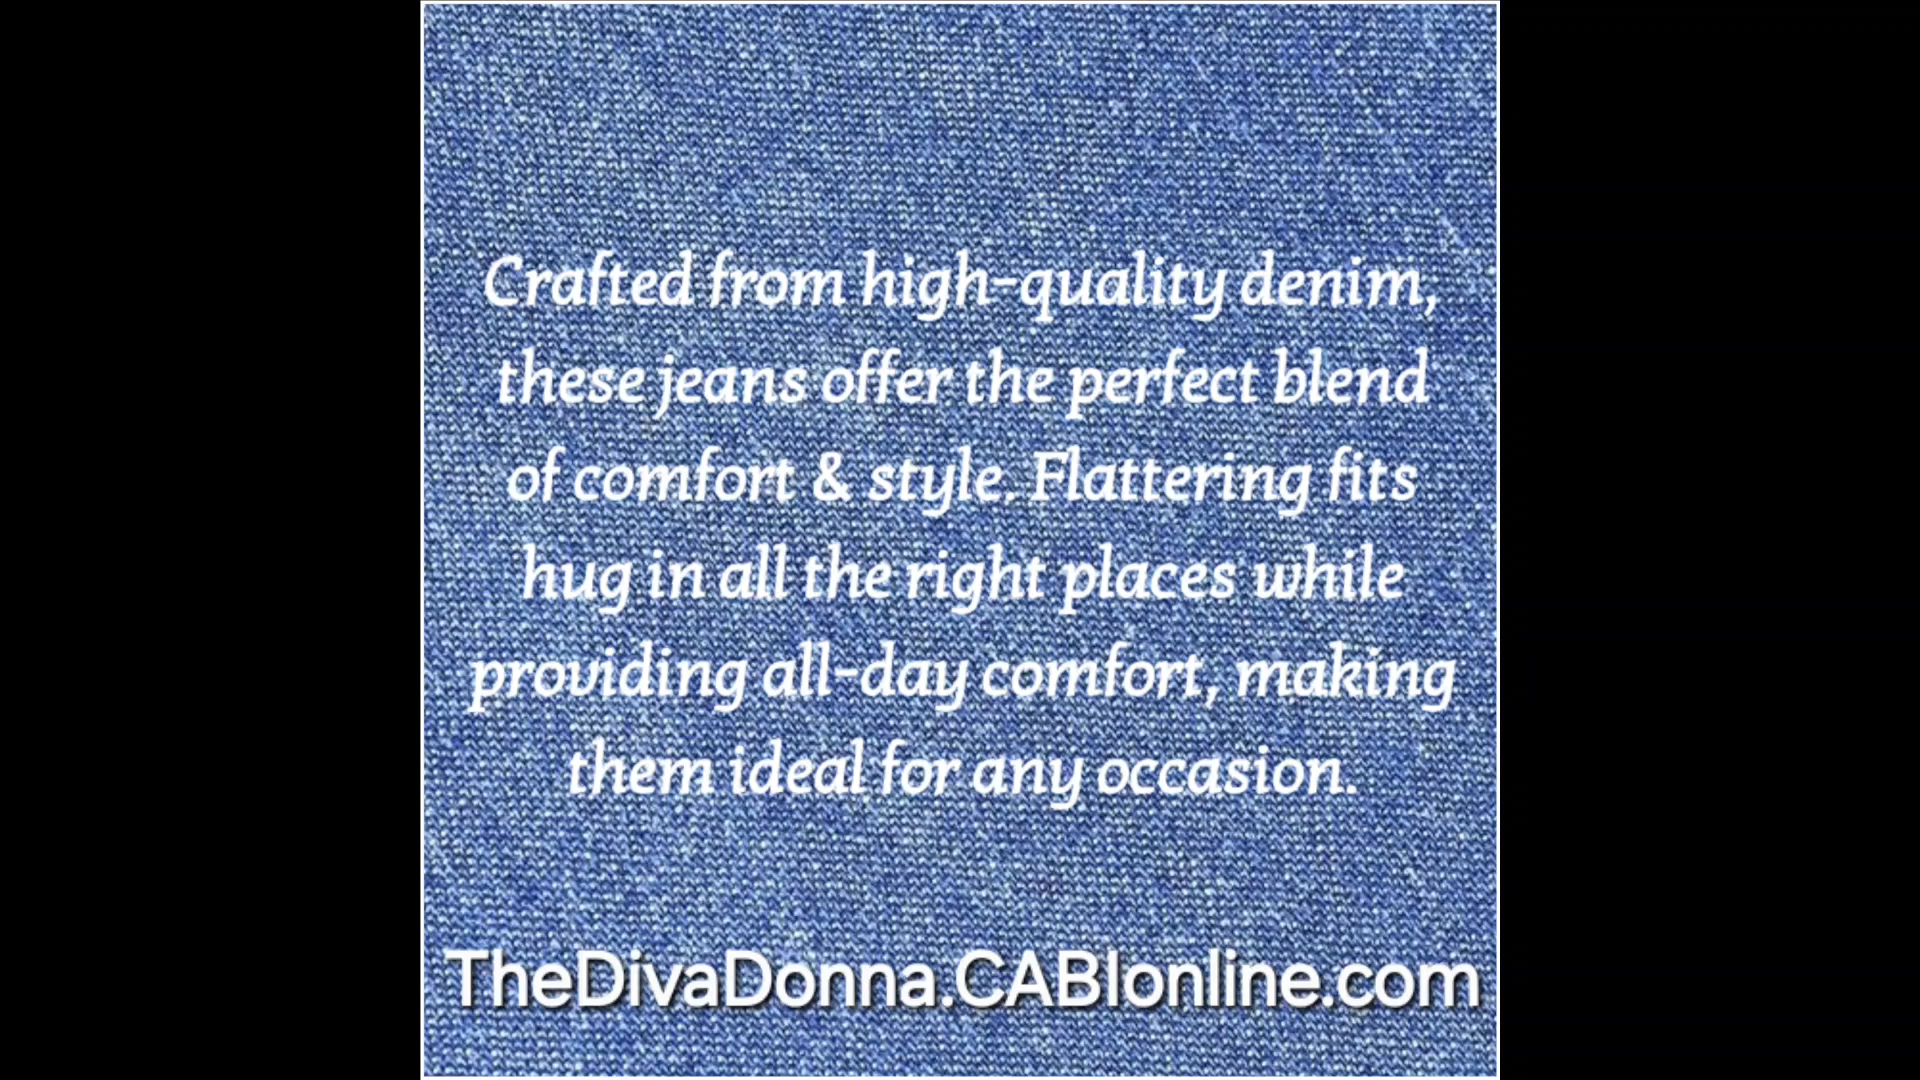 Crafted from high-quality denim,
these jeans offer the perfect blend
of comfort & style. Flattering fits
hug in all the right places while
providing all-day comfort, making
them ideal for any occasion.
TheDivaDonna.CABIonline.com